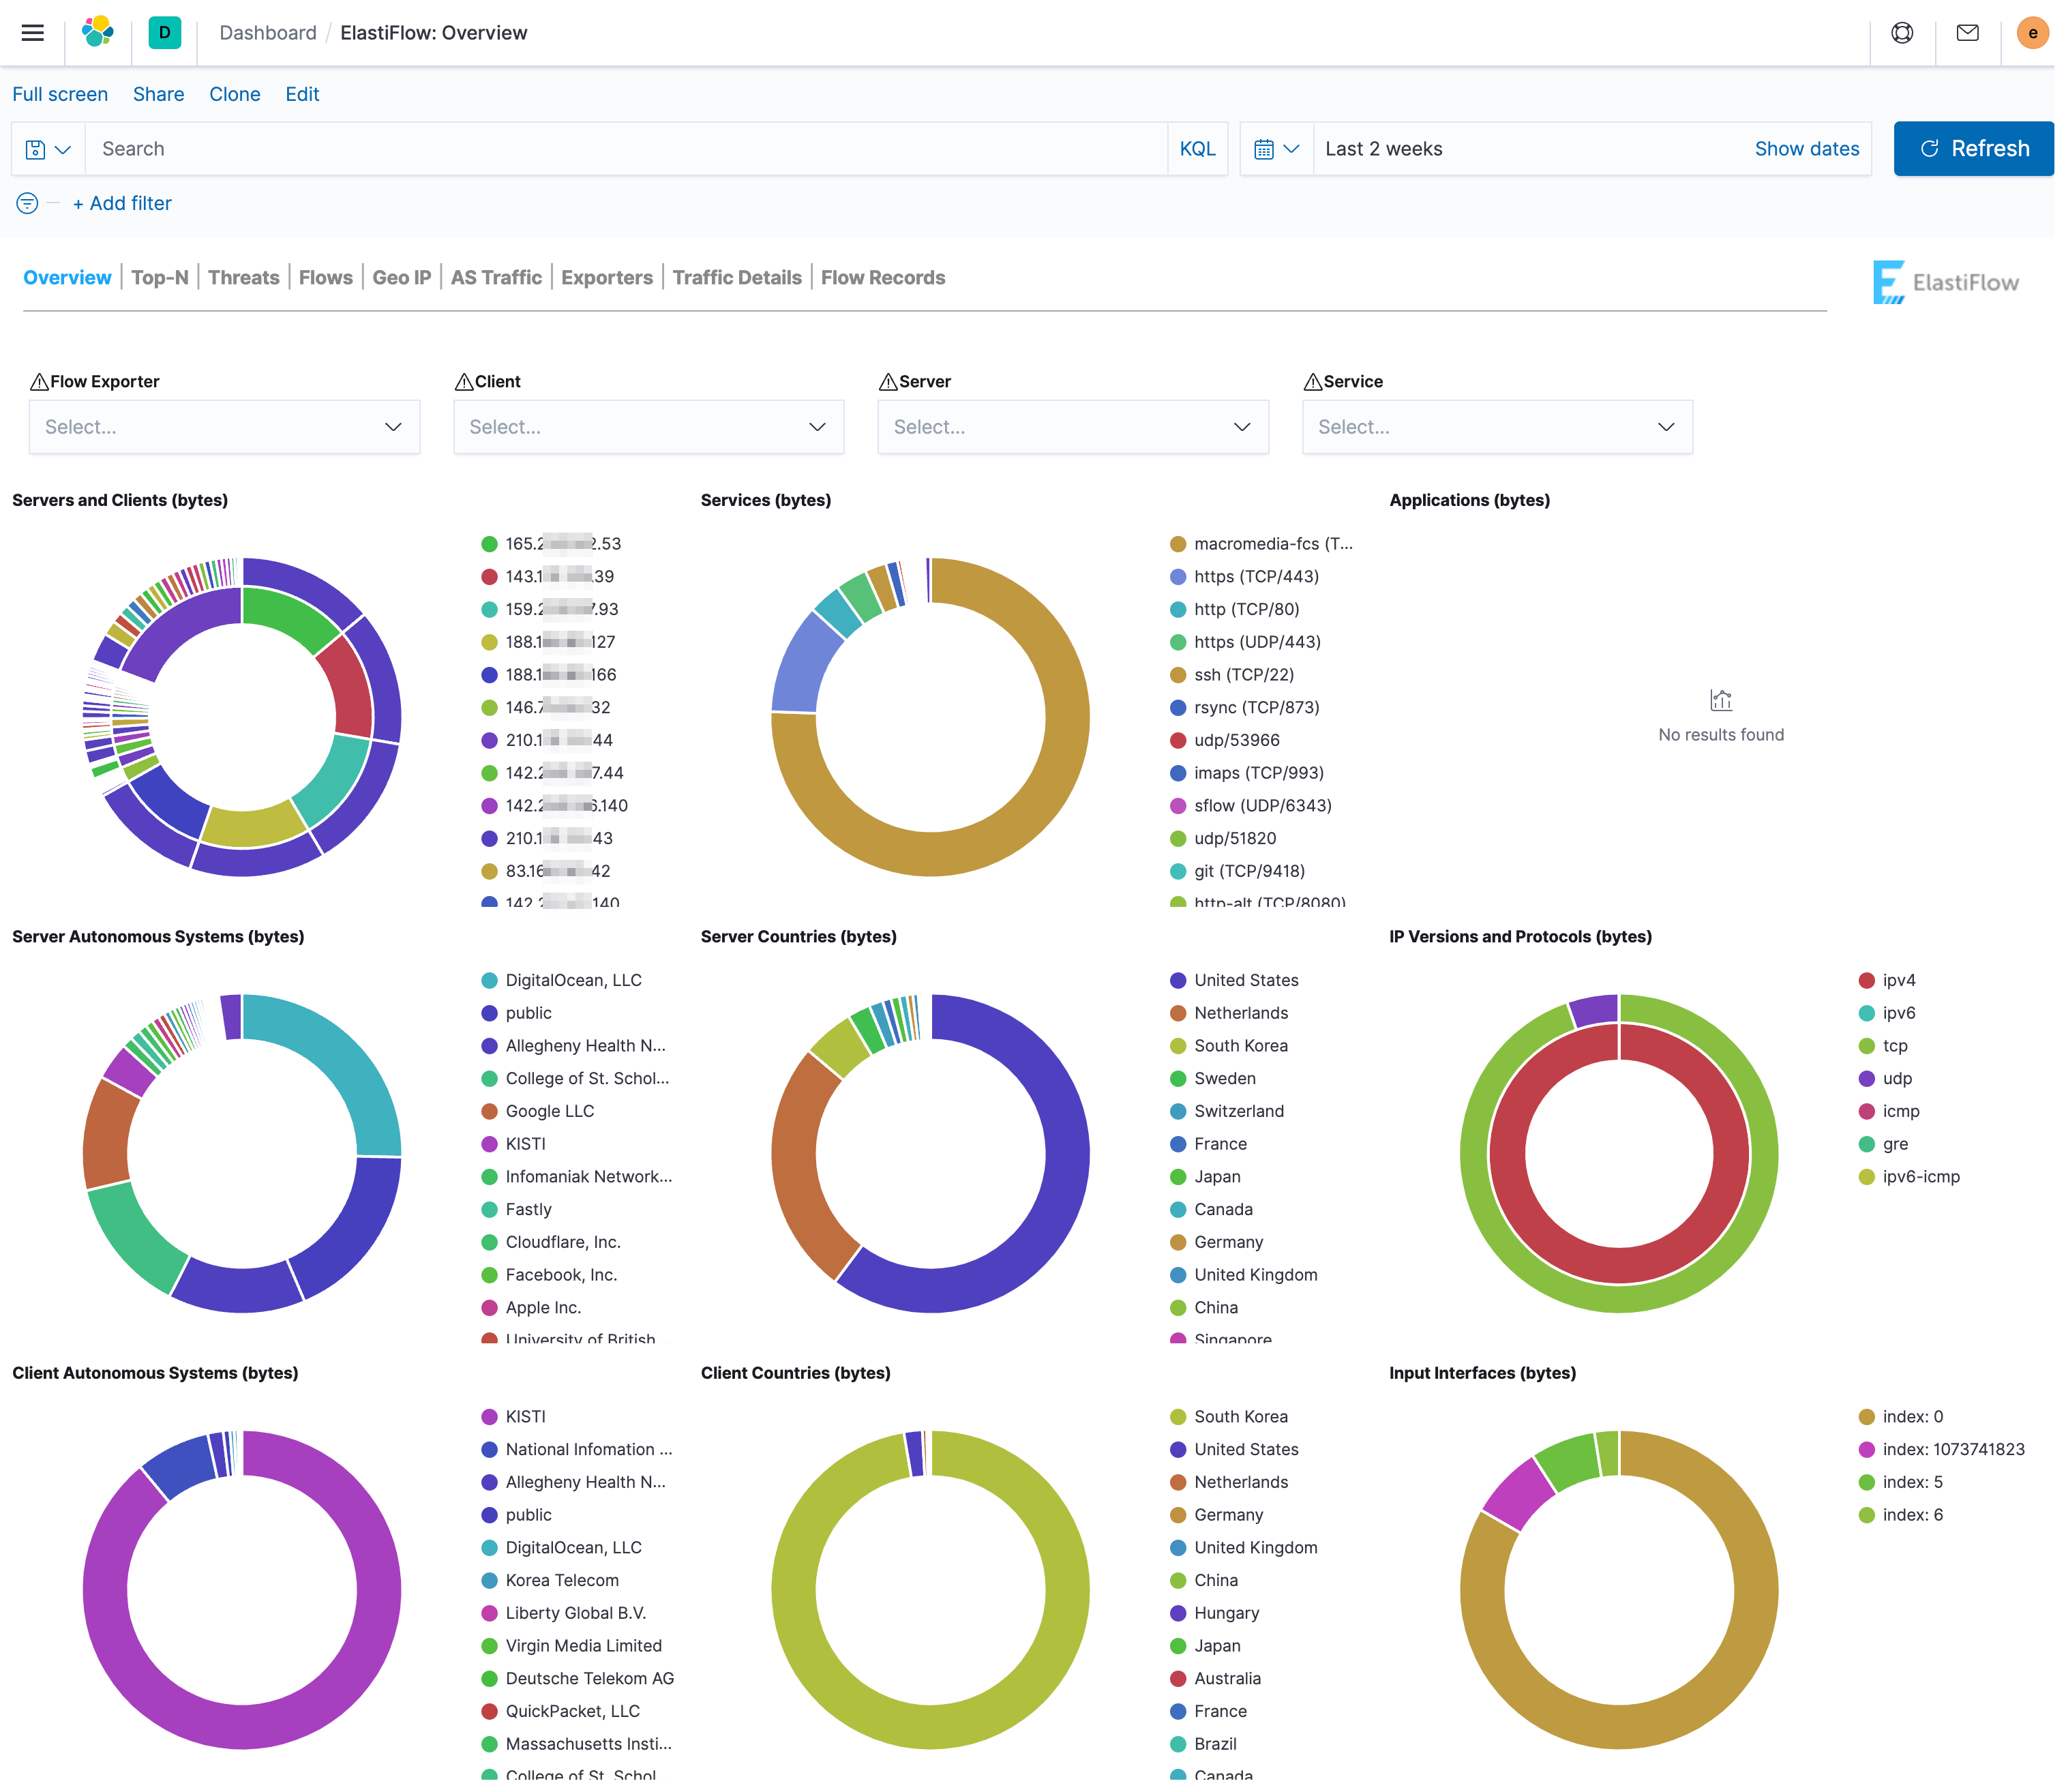 D
Dashboard / ElastiFlow: Overview
e
Full screen Share Clone Edit
Search KQL Last 2 weeks Show dates Refresh
+ Add filter
Overview | Top-N | Threats | Flows | Geo IP | AS Traffic | Exporters | Traffic Details | Flow Records
ElastiFlow
Flow Exporter
Select...
Client
Select...
Server
Select...
Service
Select...
Servers and Clients (bytes)
165.2 2.53
143.1 .39
159.2 7.93
188.1 127
188.1 166
146.7 32
210.1 44
142.2 7.44
142.2 6.140
210.1 43
83.16 42
142.2 140
Services (bytes)
macromedia-fcs (T...
https (TCP/443)
http (TCP/80)
https (UDP/443)
ssh (TCP/22)
rsync (TCP/873)
udp/53966
imaps (TCP/993)
sflow (UDP/6343)
udp/51820
git (TCP/9418)
http-alt (TCP/8080)
Applications (bytes)
No results found
Server Autonomous Systems (bytes)
DigitalOcean, LLC
public
Allegheny Health N...
College of St. Schol...
Google LLC
KISTI
Infomaniak Network...
Fastly
Cloudflare, Inc.
Facebook, Inc.
Apple Inc.
University of British
Server Countries (bytes)
United States
Netherlands
South Korea
Sweden
Switzerland
France
Japan
Canada
Germany
United Kingdom
China
Singapore
IP Versions and Protocols (bytes)
ipv4
ipv6
tcp
udp
icmp
gre
ipv6-icmp
Client Autonomous Systems (bytes)
KISTI
National Infomation ...
Allegheny Health N...
public
DigitalOcean, LLC
Korea Telecom
Liberty Global B.V.
Virgin Media Limited
Deutsche Telekom AG
QuickPacket, LLC
Massachusetts Insti...
College of St. Schol
Client Countries (bytes)
South Korea
United States
Netherlands
Germany
United Kingdom
China
Hungary
Japan
Australia
France
Brazil
Canada
Input Interfaces (bytes)
index: 0
index: 1073741823
index: 5
index: 6